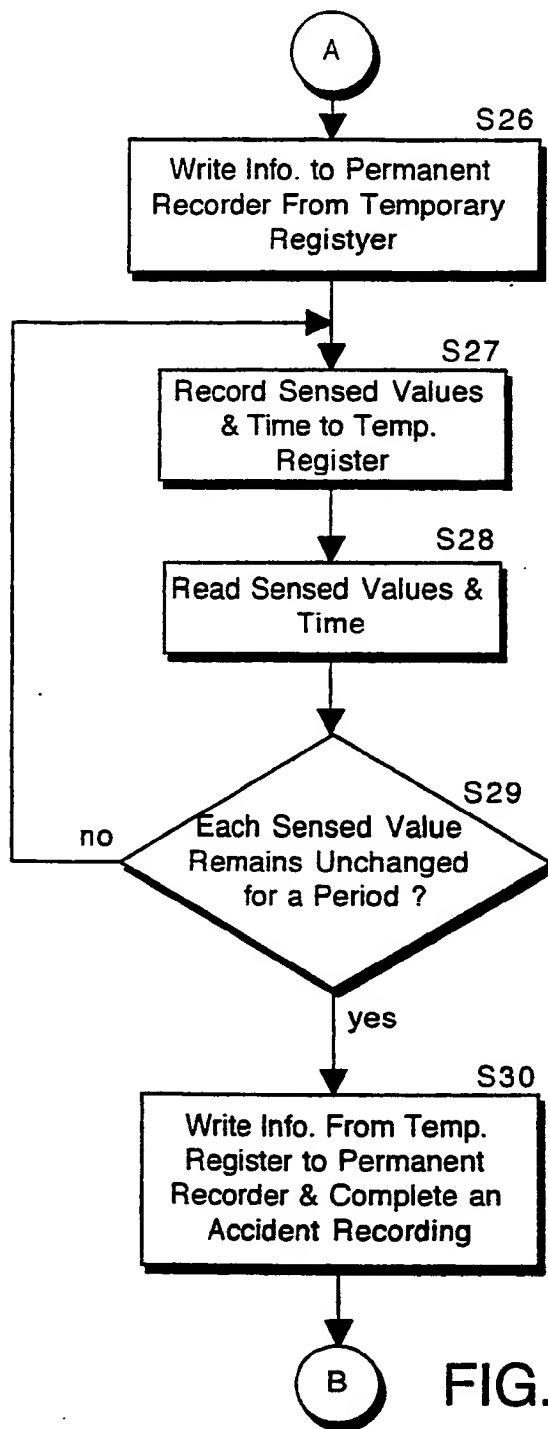 A
S26
Write Info. to Permanent
Recorder From Temporary
Registyer
S27
Record Sensed Values
& Time to Temp.
Register
S28
Read Sensed Values &
Time
S29
no
Each Sensed Value
Remains Unchanged
for a Period ?
yes
S30
Write Info. From Temp.
Register to Permanent
Recorder & Complete an
Accident Recording
B
FIG.